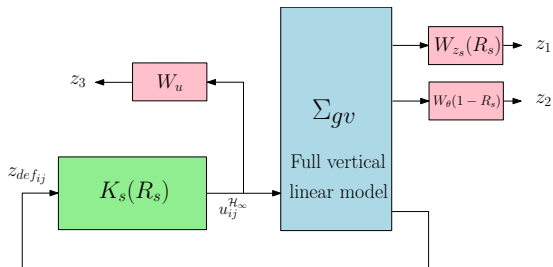 W_{z_s}(R_s)
z_1
z_3
W_u
W_θ(1 − R_s)
z_2
Σ_{gv}
Full vertical
linear model
z_{def_{ij}}
K_s(R_s)
u_{ij}^{ℋ_∞}